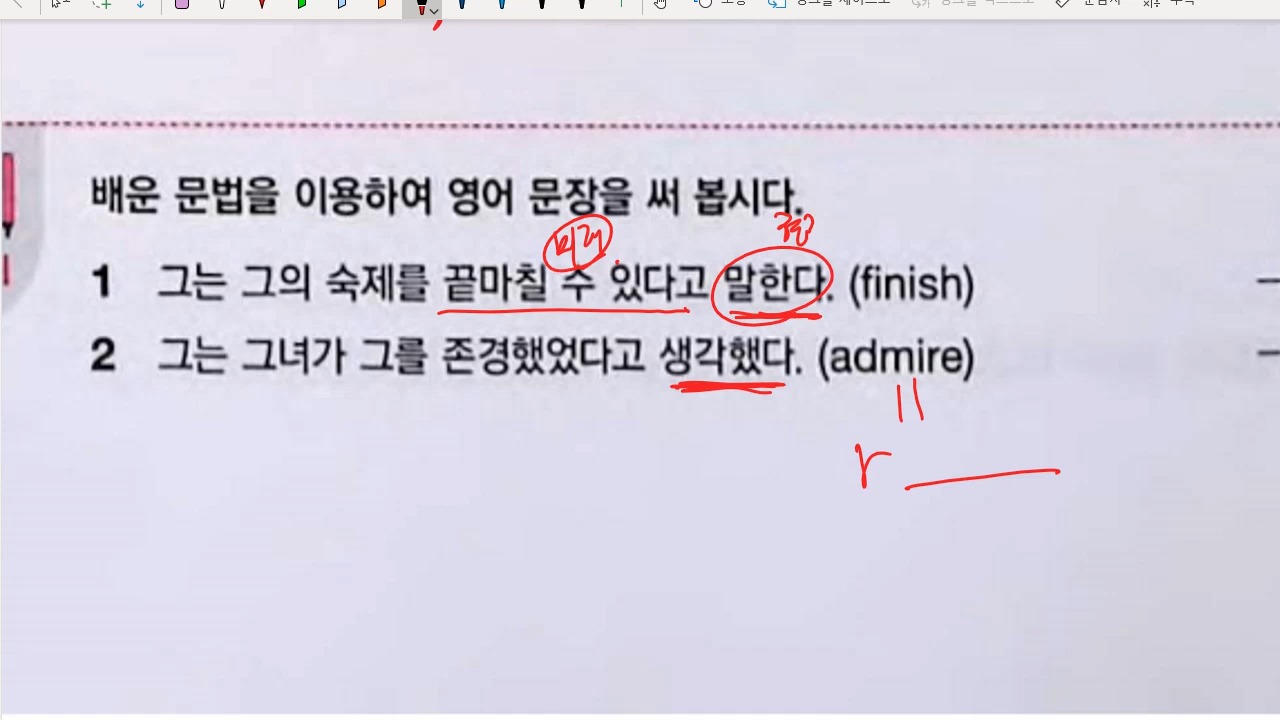 배운 문법을 이용하여 영어 문장을 써 봅시다.
미래
1 그는 그의 숙제를 끝마칠 수 있다고 말한다. (finish)
2 그는 그녀가 그를 존경했었다고 생각했다. (admire)
r